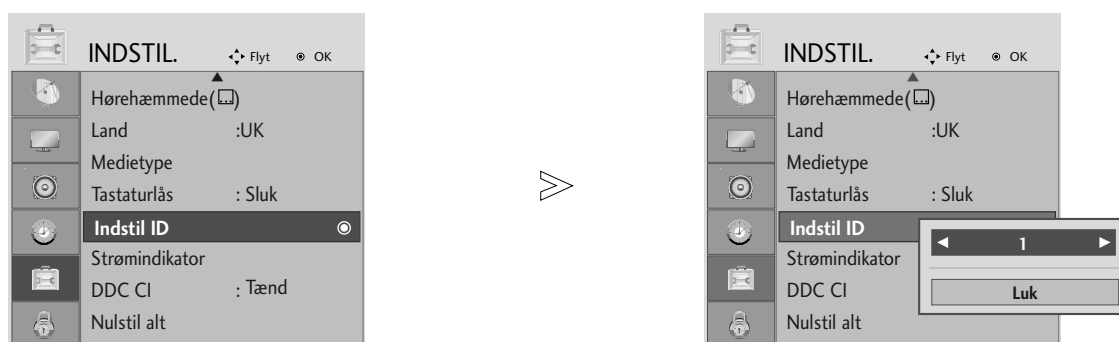 INDSTIL. Flyt OK
Hørehæmmede( )
Land :UK
Medietype
Tastaturlås : Sluk
Indstil ID
Strømindikator
DDC CI : Tænd
Nulstil alt
>
INDSTIL. Flyt OK
Hørehæmmede( )
Land :UK
Medietype
Tastaturlås : Sluk
Indstil ID
◄ 1 ►
Strømindikator
DDC CI
Luk
Nulstil alt